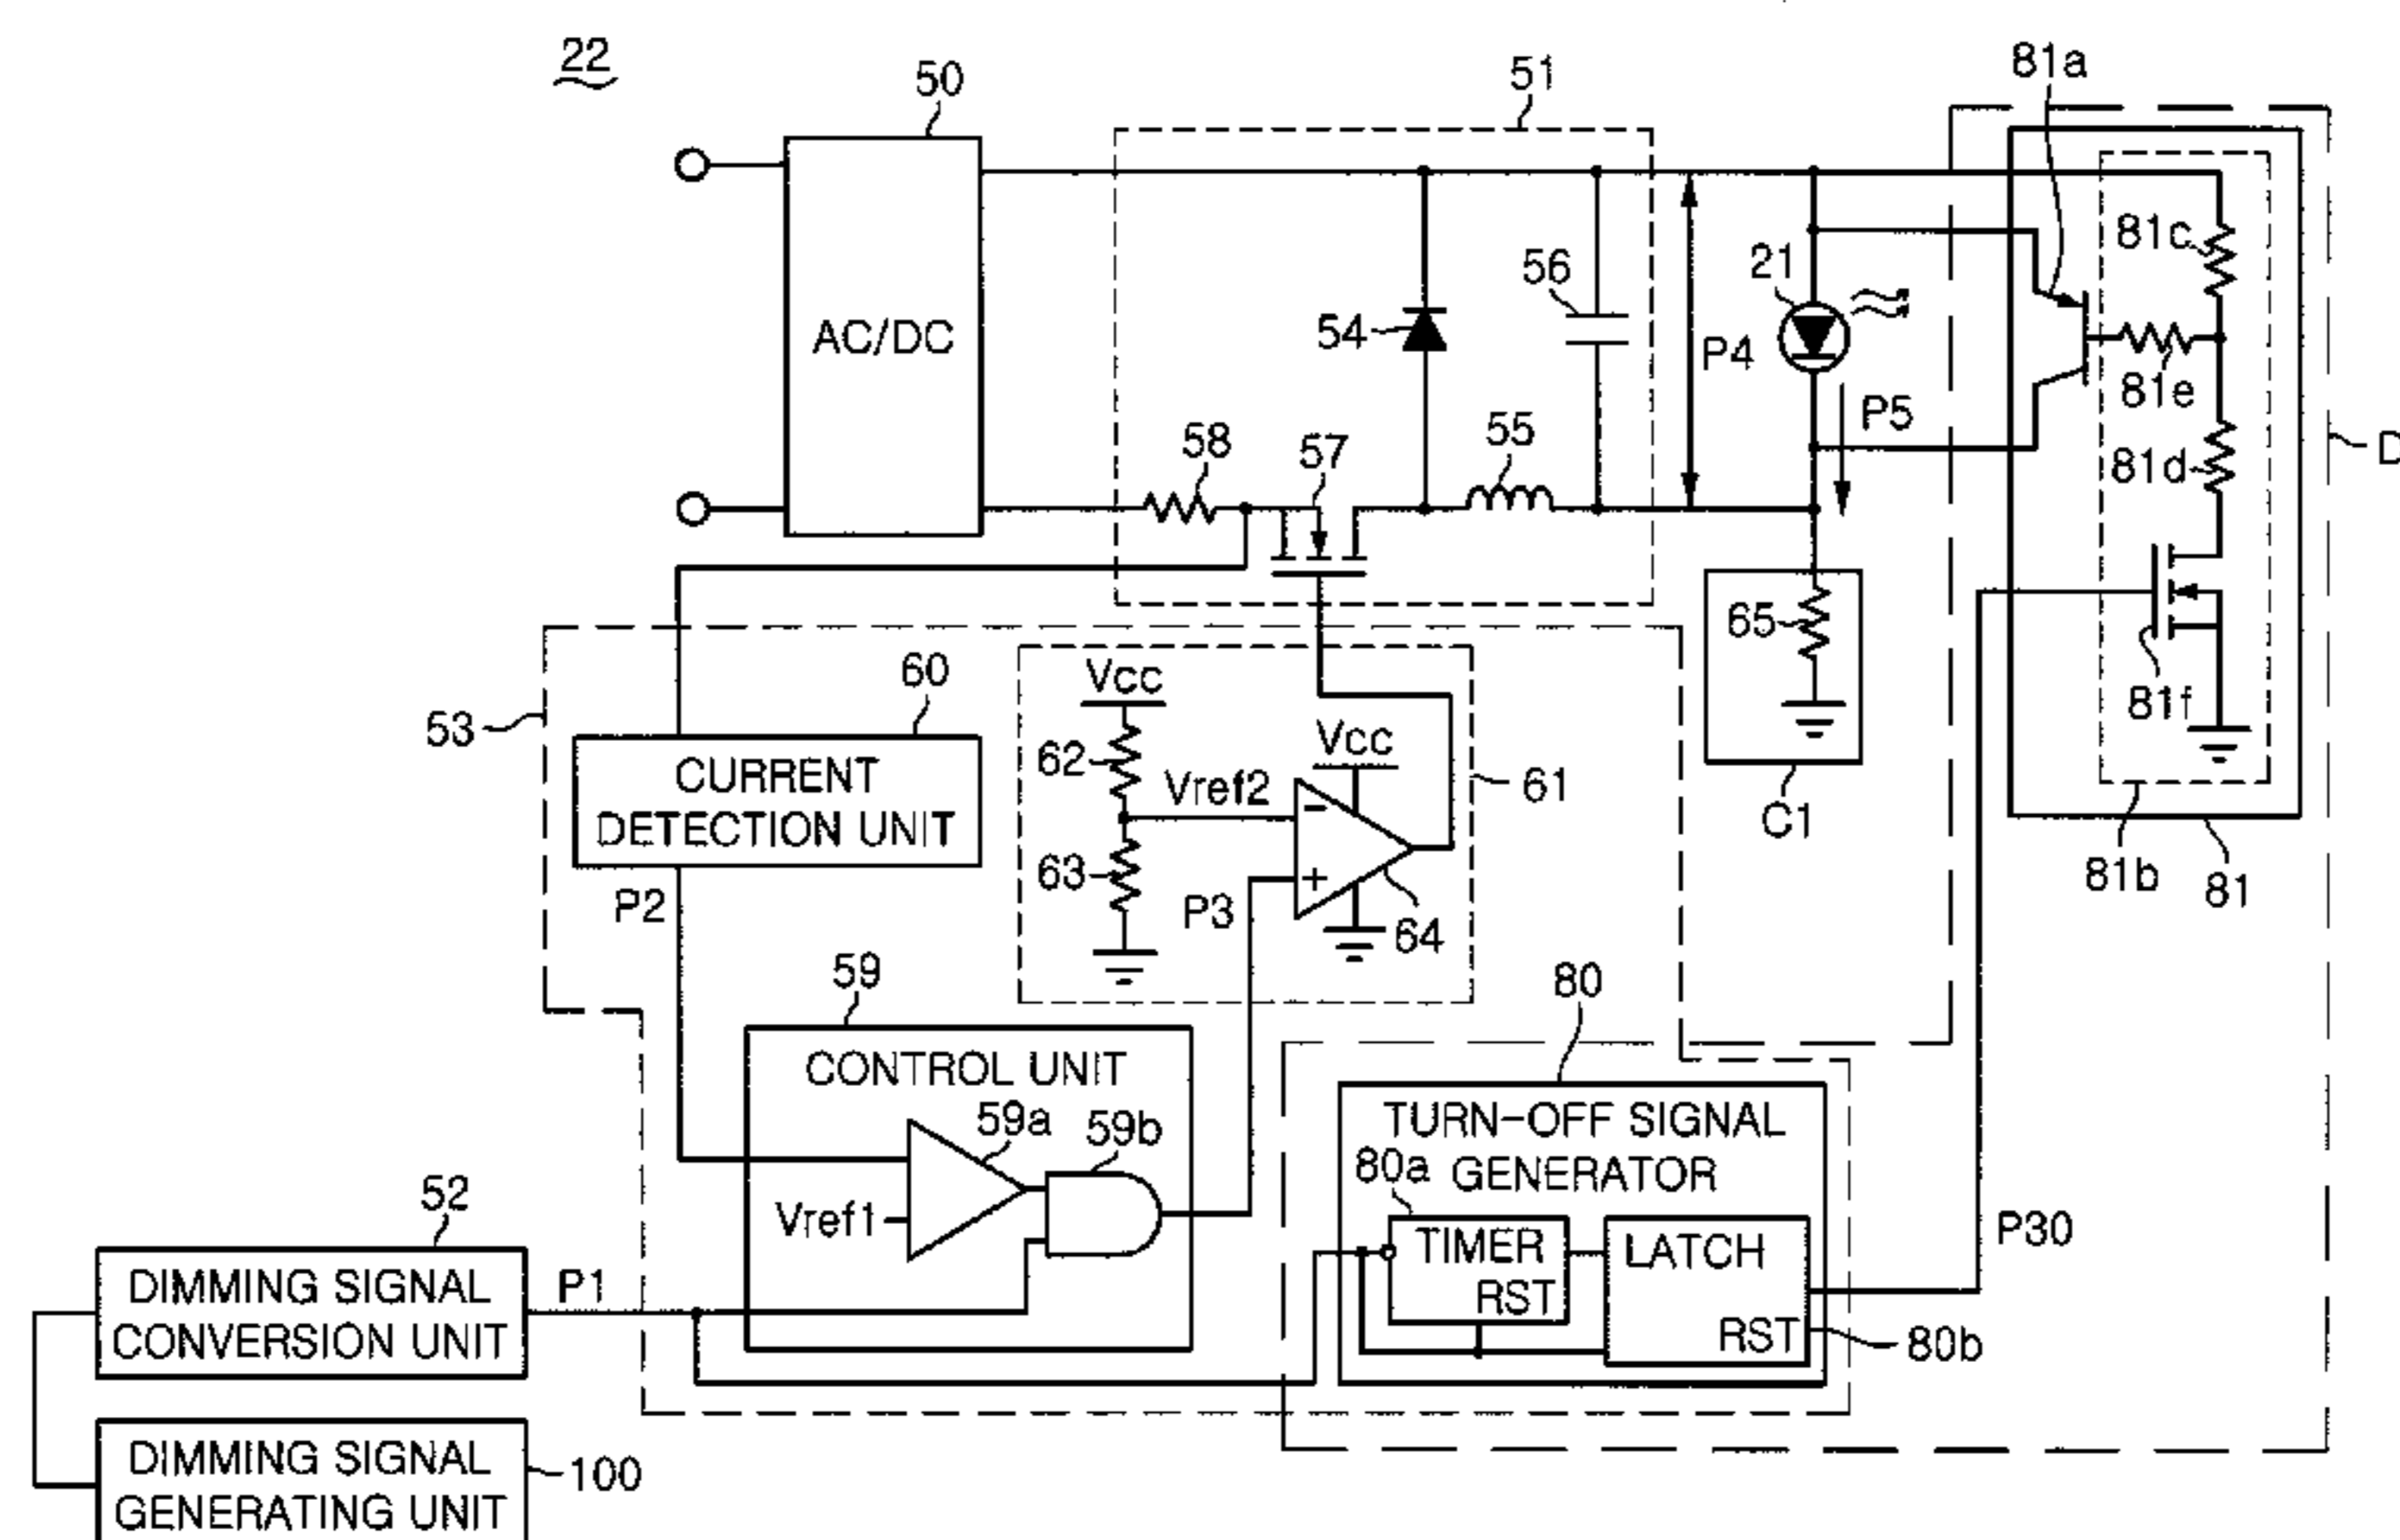 22
50
51
81a
AC/DC
54
56
P4
21
P5
81c
81e
81d
D
58
57
55
65
81f
C1
81b
81
53
60
CURRENT
DETECTION UNIT
Vcc
62
Vref2
63
Vcc
61
64
P2
P3
59
CONTROL UNIT
59a
59b
Vref1
80
TURN-OFF SIGNAL
GENERATOR
80a
TIMER
RST
LATCH
RST
80b
P30
52
DIMMING SIGNAL
CONVERSION UNIT
P1
DIMMING SIGNAL
GENERATING UNIT
100